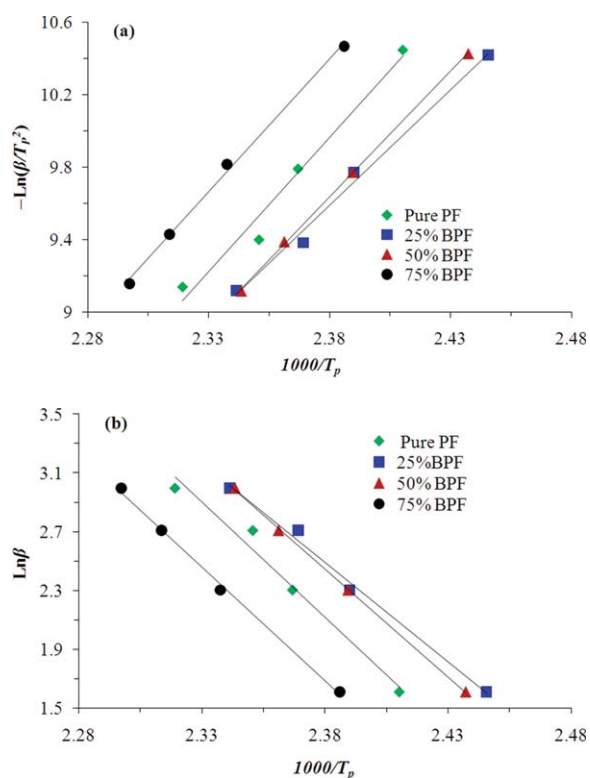 (a)
10.6
10.2
9.8
9.4
9
−Ln(β/Tp²)
Pure PF
25% BPF
50% BPF
75% BPF
2.28 2.33 2.38 2.43 2.48
1000/Tp
(b)
3.5
3.1
2.7
2.3
1.9
1.5
Lnβ
Pure PF
25%BPF
50% BPF
75% BPF
2.28 2.33 2.38 2.43 2.48
1000/Tp